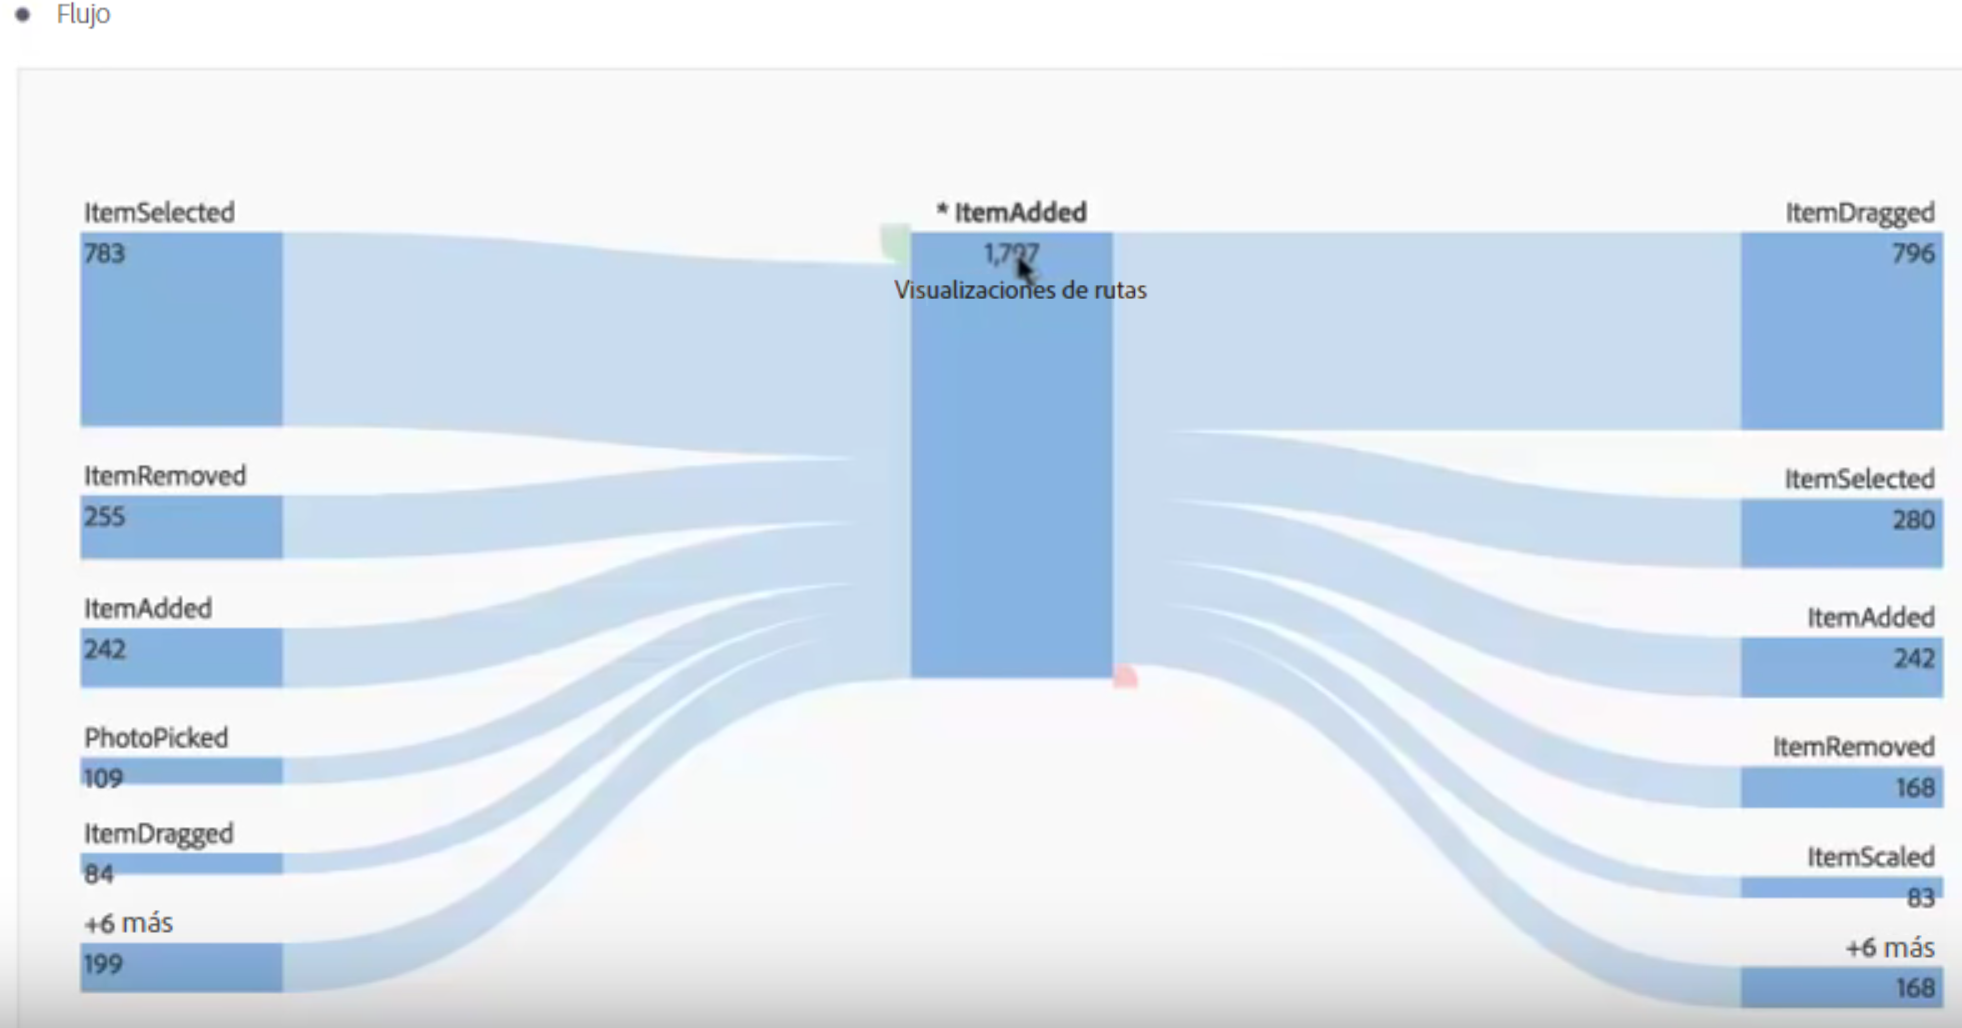 Flujo
ItemSelected
783
ItemRemoved
255
ItemAdded
242
PhotoPicked
109
ItemDragged
84
+6 más
199
* ItemAdded
1,797
Visualizaciones de rutas
ItemDragged
796
ItemSelected
280
ItemAdded
242
ItemRemoved
168
ItemScaled
83
+6 más
168